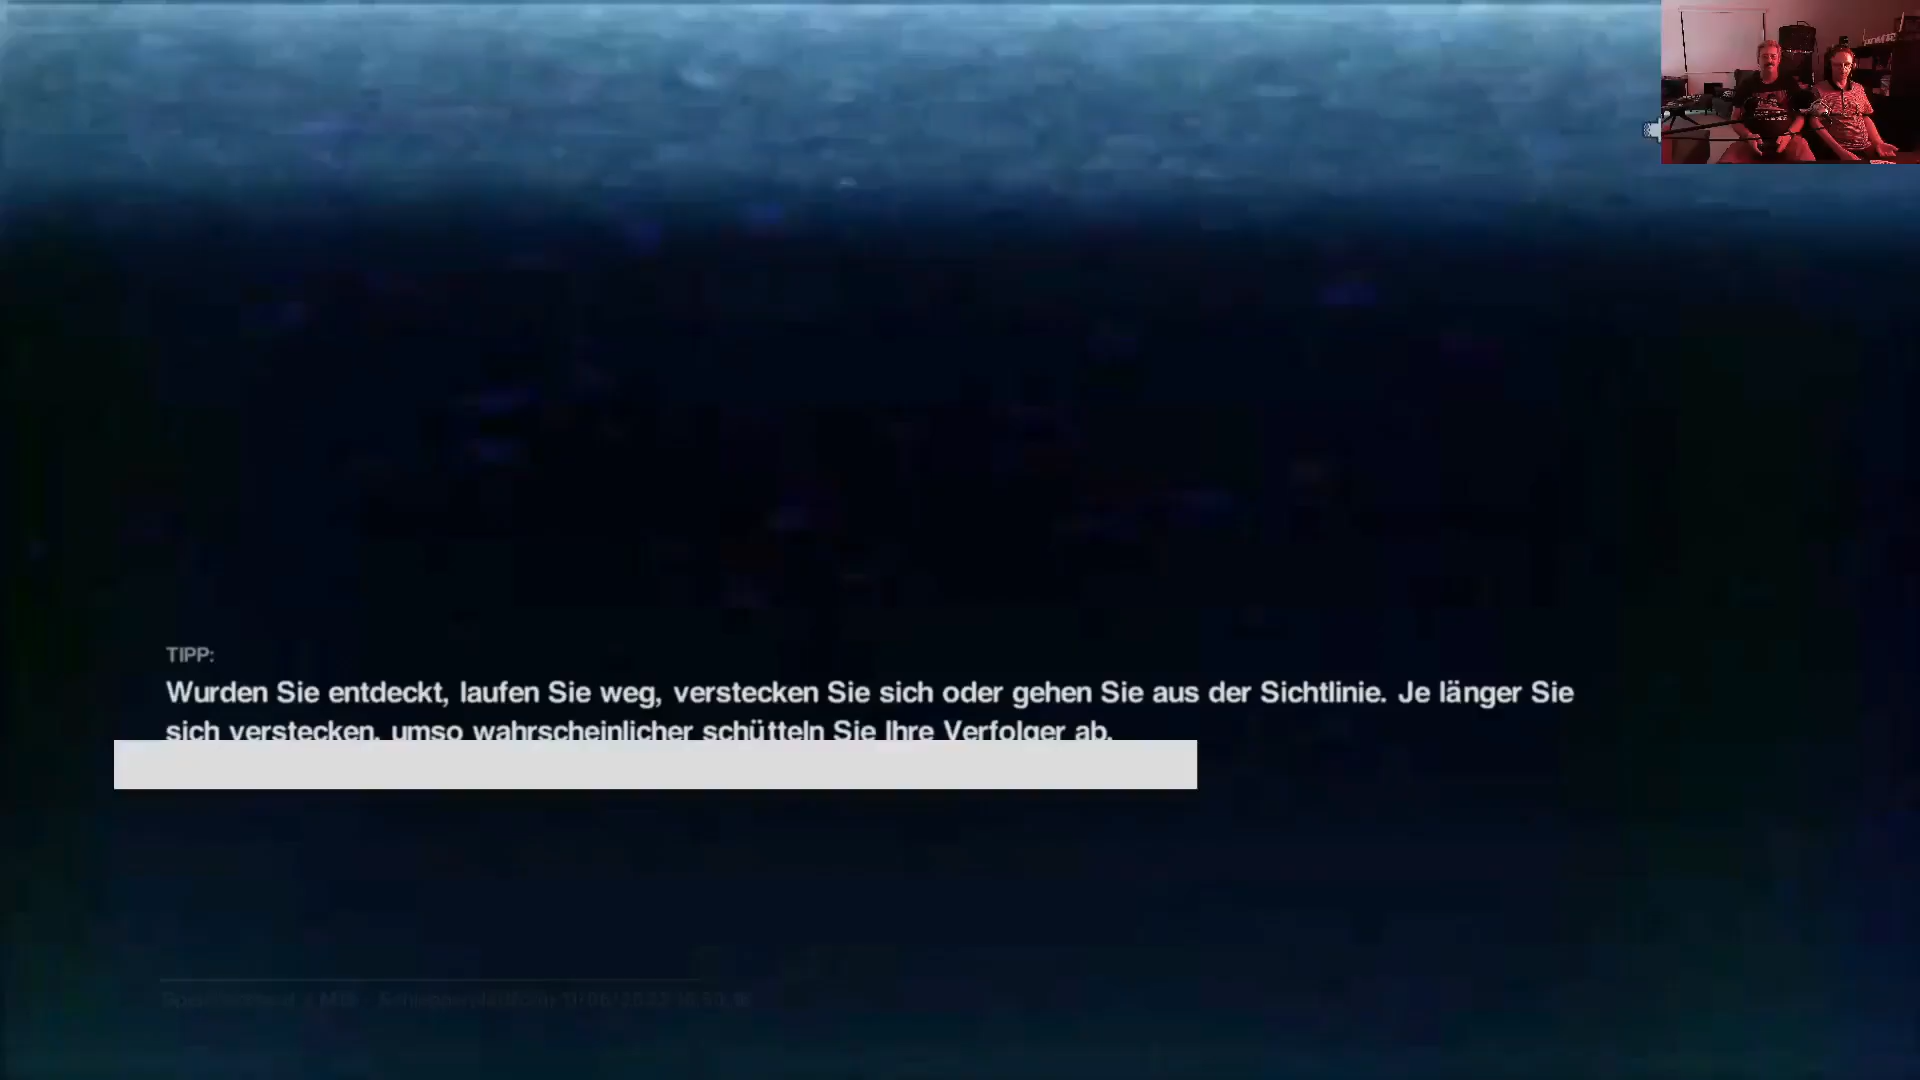 TIPP:
Wurden Sie entdeckt, laufen Sie weg, verstecken Sie sich oder gehen Sie aus der Sichtlinie. Je länger Sie
sich verstecken, umso wahrscheinlicher schütteln Sie Ihre Verfolger ab.